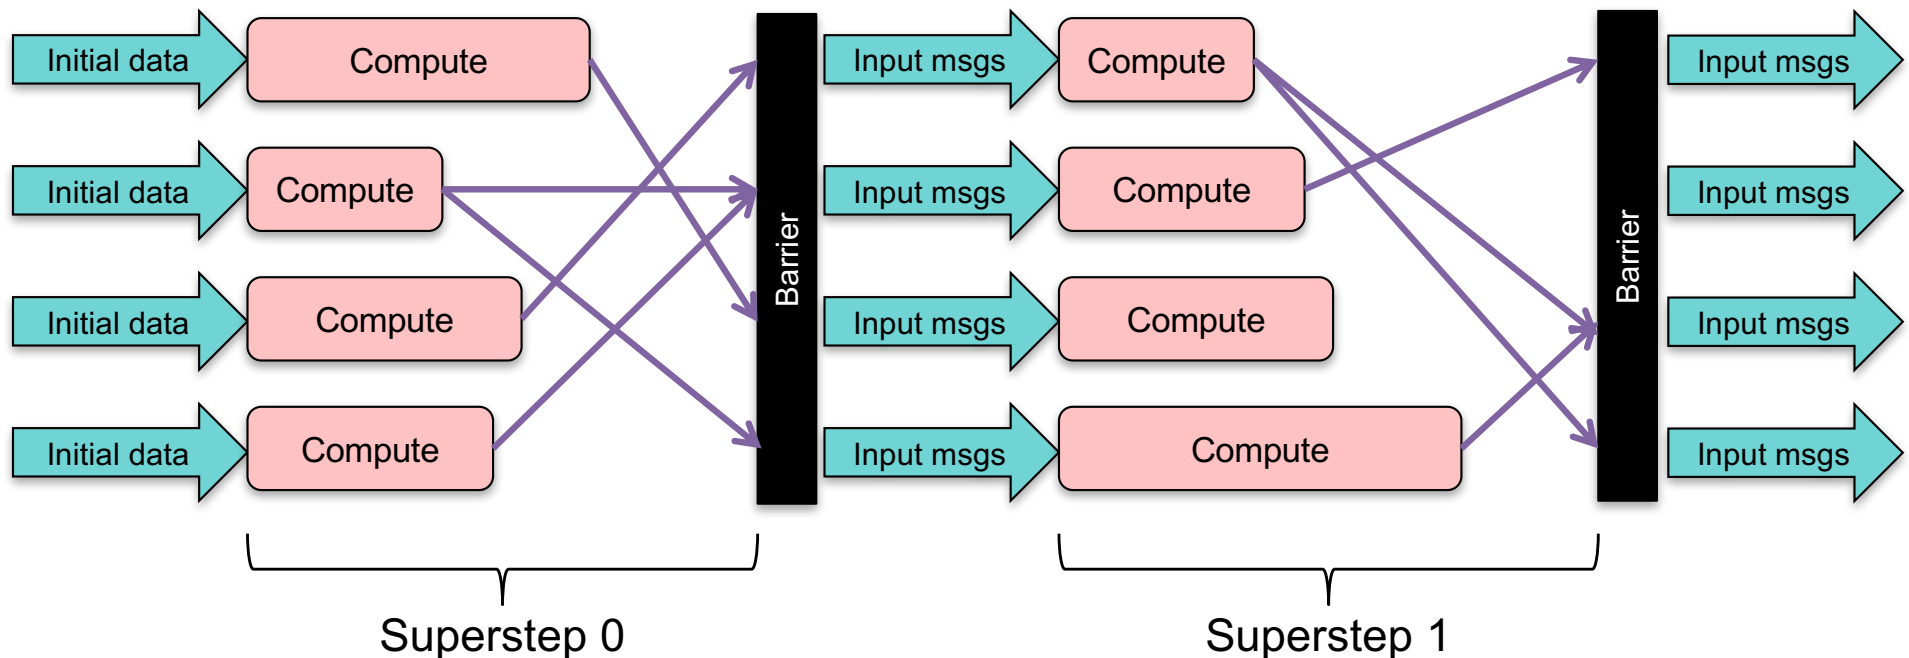 Initial data
Compute
Input msgs
Compute
Input msgs
Initial data
Compute
Input msgs
Compute
Input msgs
Barrier
Barrier
Initial data
Compute
Input msgs
Compute
Input msgs
Initial data
Compute
Input msgs
Compute
Input msgs
Superstep 0
Superstep 1